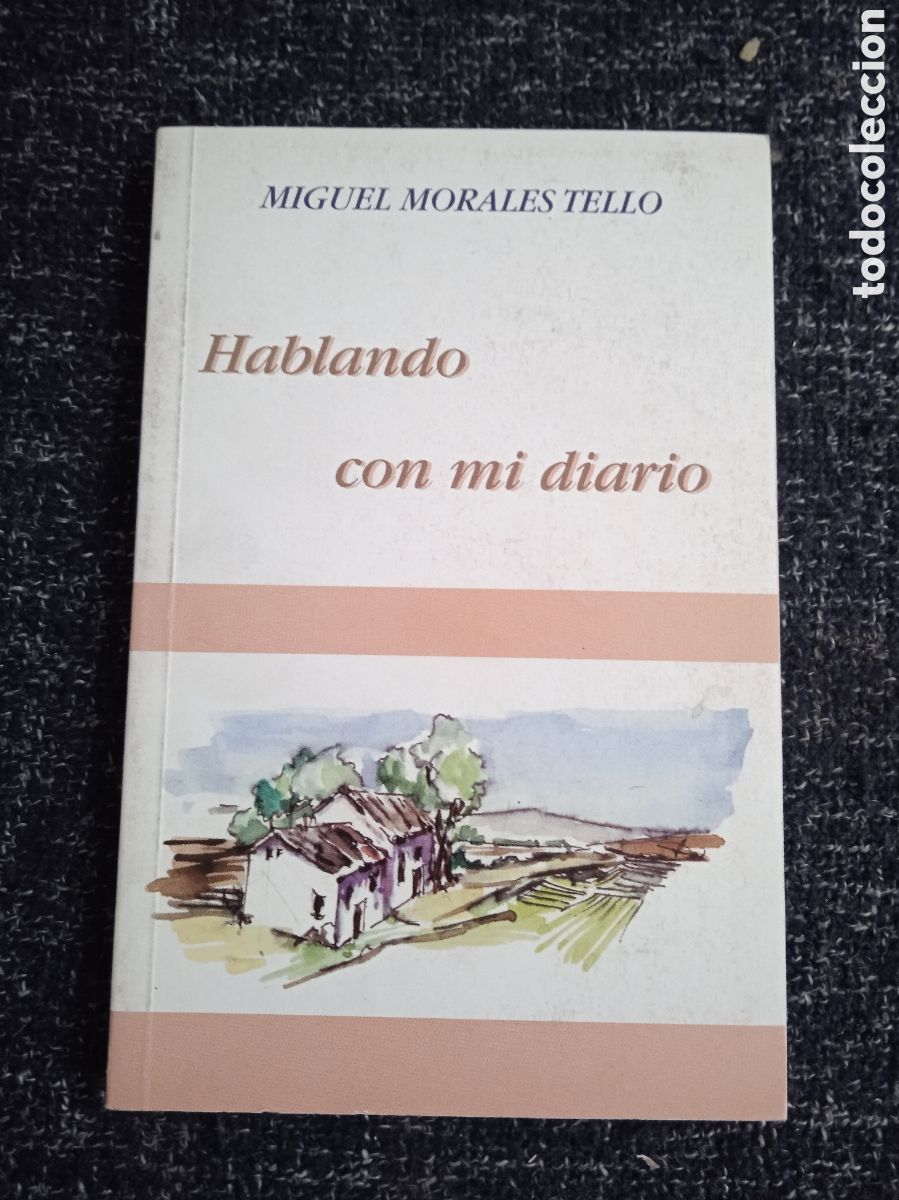 MIGUEL MORALES TELLO
Hablando
con mi diario
todocoleccion